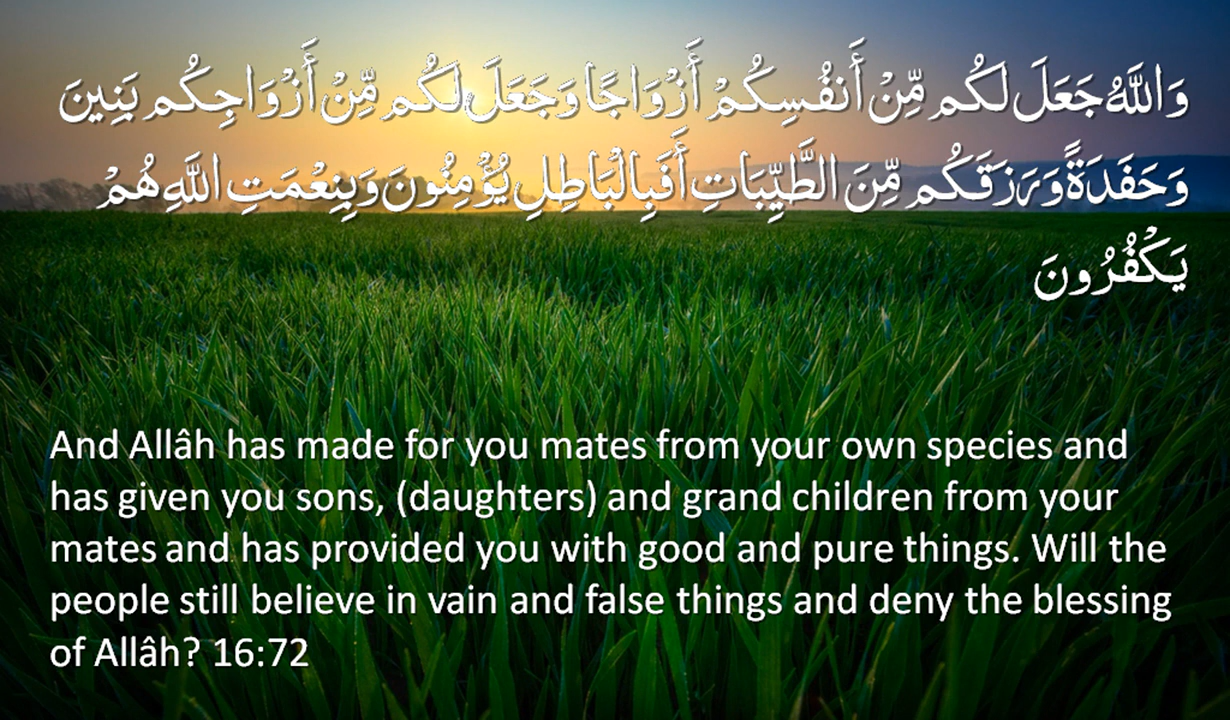 وَاللَّهُ جَعَلَ لَكُم مِّنْ أَنفُسِكُمْ أَزْوَاجًا وَجَعَلَ لَكُم مِّنْ أَزْوَاجِكُم بَنِينَ
وَحَفَدَةً وَرَزَقَكُم مِّنَ الطَّيِّبَاتِ أَفَبِالْبَاطِلِ يُؤْمِنُونَ وَبِنِعْمَتِ اللَّهِ هُمْ
يَكْفُرُونَ
And Allâh has made for you mates from your own species and
has given you sons, (daughters) and grand children from your
mates and has provided you with good and pure things. Will the
people still believe in vain and false things and deny the blessing
of Allâh? 16:72